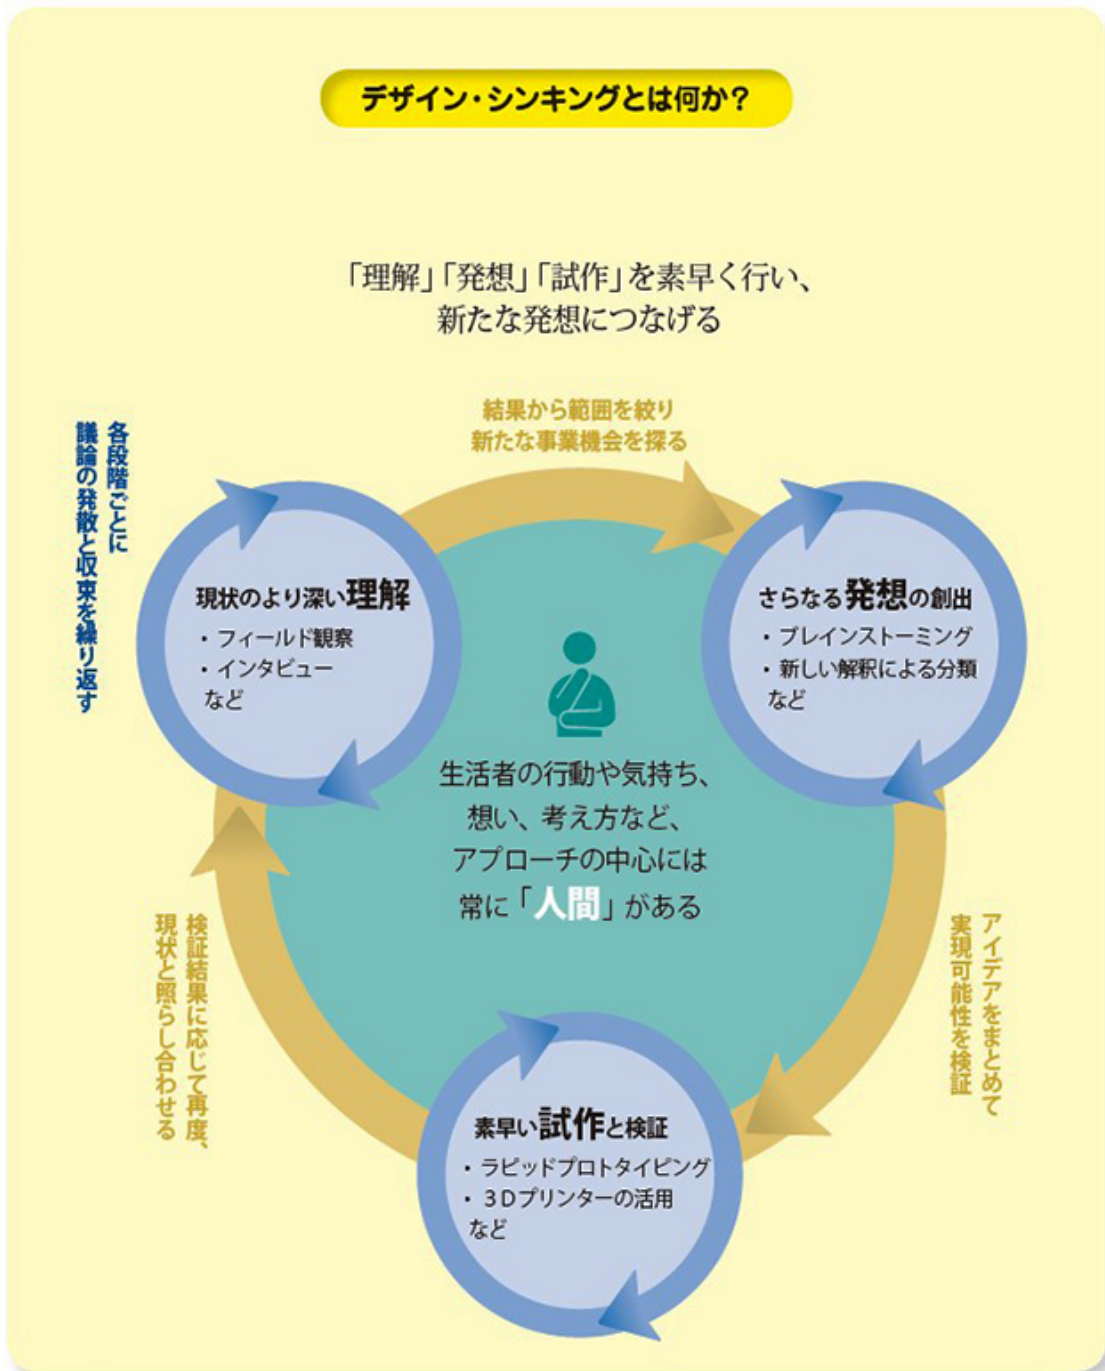 デザイン・シンキングとは何か？
「理解」「発想」「試作」を素早く行い、
新たな発想につなげる
結果から範囲を絞り
新たな事業機会を探る
各段階ごとに
議論の発散と収束を繰り返す
現状のより深い理解
・フィールド観察
・インタビュー
など
さらなる発想の創出
・ブレインストーミング
・新しい解釈による分類
など
生活者の行動や気持ち、
想い、考え方など、
アプローチの中心には
常に「人間」がある
アイデアをまとめて
実現可能性を検証
検証結果に応じて再度、
現状と照らし合わせる
素早い試作と検証
・ラピッドプロトタイピング
・３Ｄプリンターの活用
など